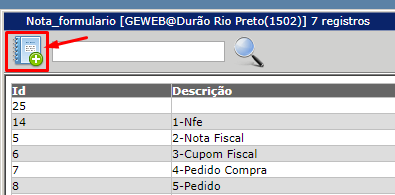 Nota_formulario [GEWEB@Durão Rio Preto(1502)] 7 registros
Id Descrição
25
14 1-Nfe
5 2-Nota Fiscal
6 3-Cupom Fiscal
7 4-Pedido Compra
8 5-Pedido